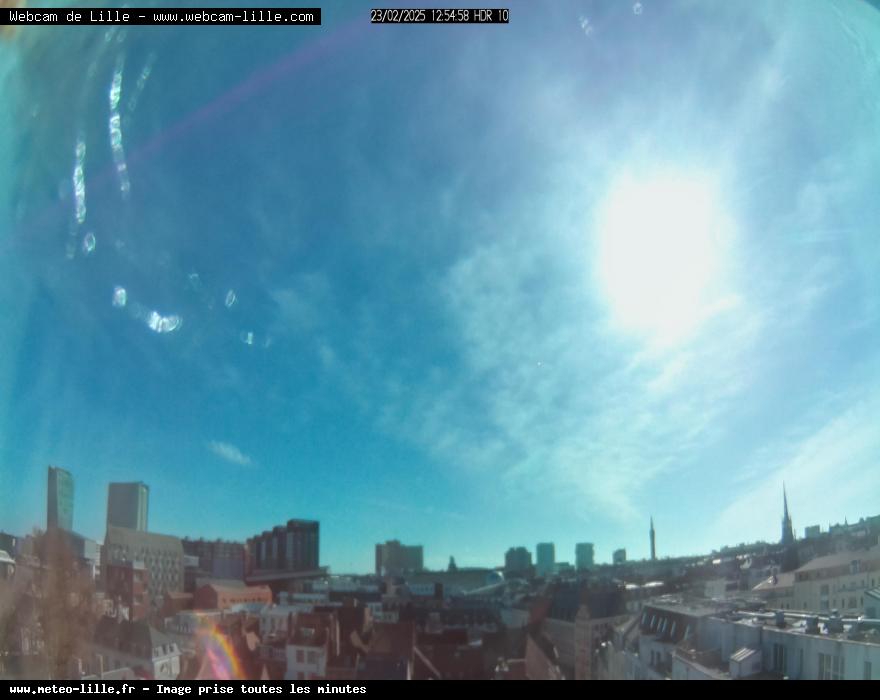 Webcam de Lille - www.webcam-lille.com
23/02/2025 12:54:58 HDR 10
www.meteo-lille.fr - Image prise toutes les minutes